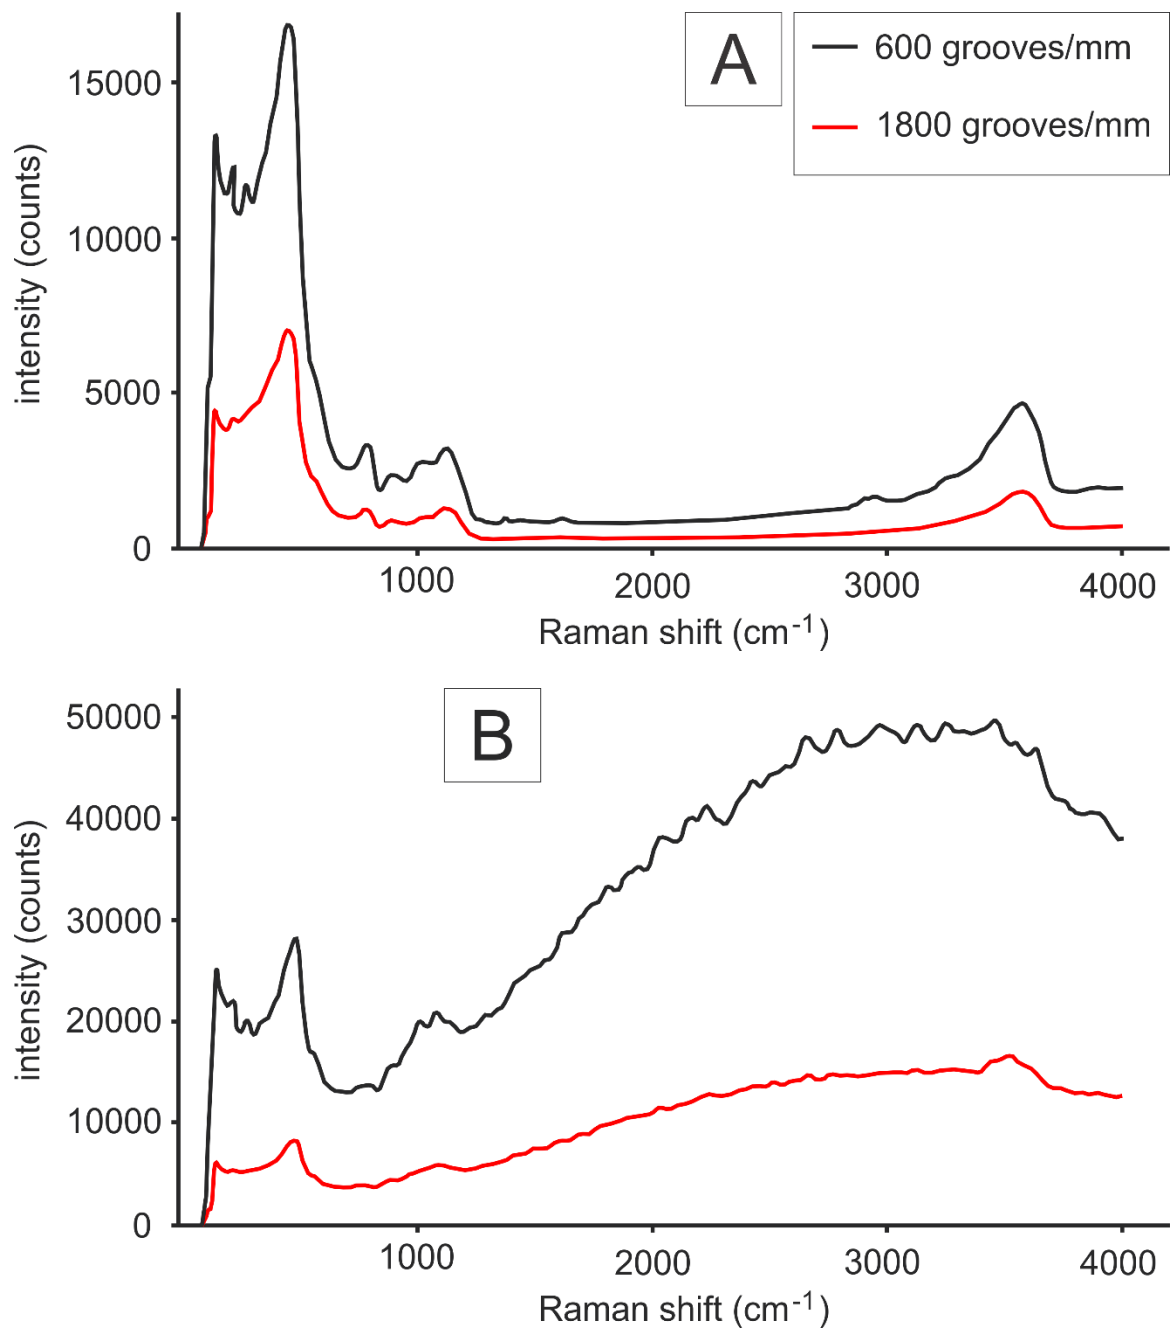 A
600 grooves/mm
1800 grooves/mm
intensity (counts)
15000
10000
5000
0
1000 2000 3000 4000
Raman shift (cm⁻¹)
B
intensity (counts)
50000
40000
30000
20000
10000
0
1000 2000 3000 4000
Raman shift (cm⁻¹)